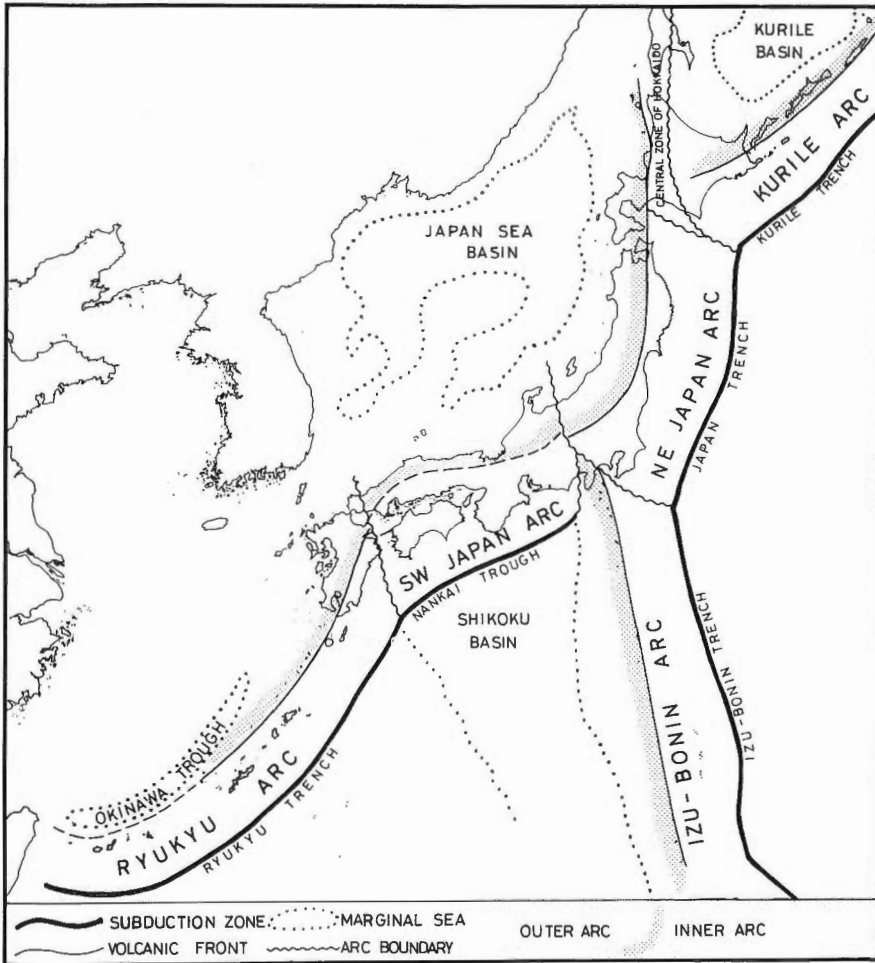 KURILE
BASIN
CENTRAL ZONE OF HOKKAIDO
KURILE ARC
KURILE TRENCH
JAPAN SEA
BASIN
NE JAPAN ARC
JAPAN TRENCH
SW JAPAN ARC
NANKAI TROUGH
SHIKOKU
BASIN
IZU-BONIN ARC
IZU-BONIN TRENCH
OKINAWA TROUGH
RYUKYU ARC
RYUKYU TRENCH
SUBDUCTION ZONE
MARGINAL SEA
OUTER ARC
INNER ARC
VOLCANIC FRONT
ARC BOUNDARY